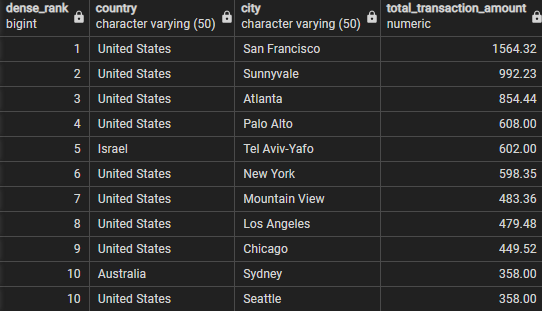 dense_rank country city total_transaction_amount
bigint character varying (50) character varying (50) numeric
1 United States San Francisco 1564.32
2 United States Sunnyvale 992.23
3 United States Atlanta 854.44
4 United States Palo Alto 608.00
5 Israel Tel Aviv-Yafo 602.00
6 United States New York 598.35
7 United States Mountain View 483.36
8 United States Los Angeles 479.48
9 United States Chicago 449.52
10 Australia Sydney 358.00
10 United States Seattle 358.00